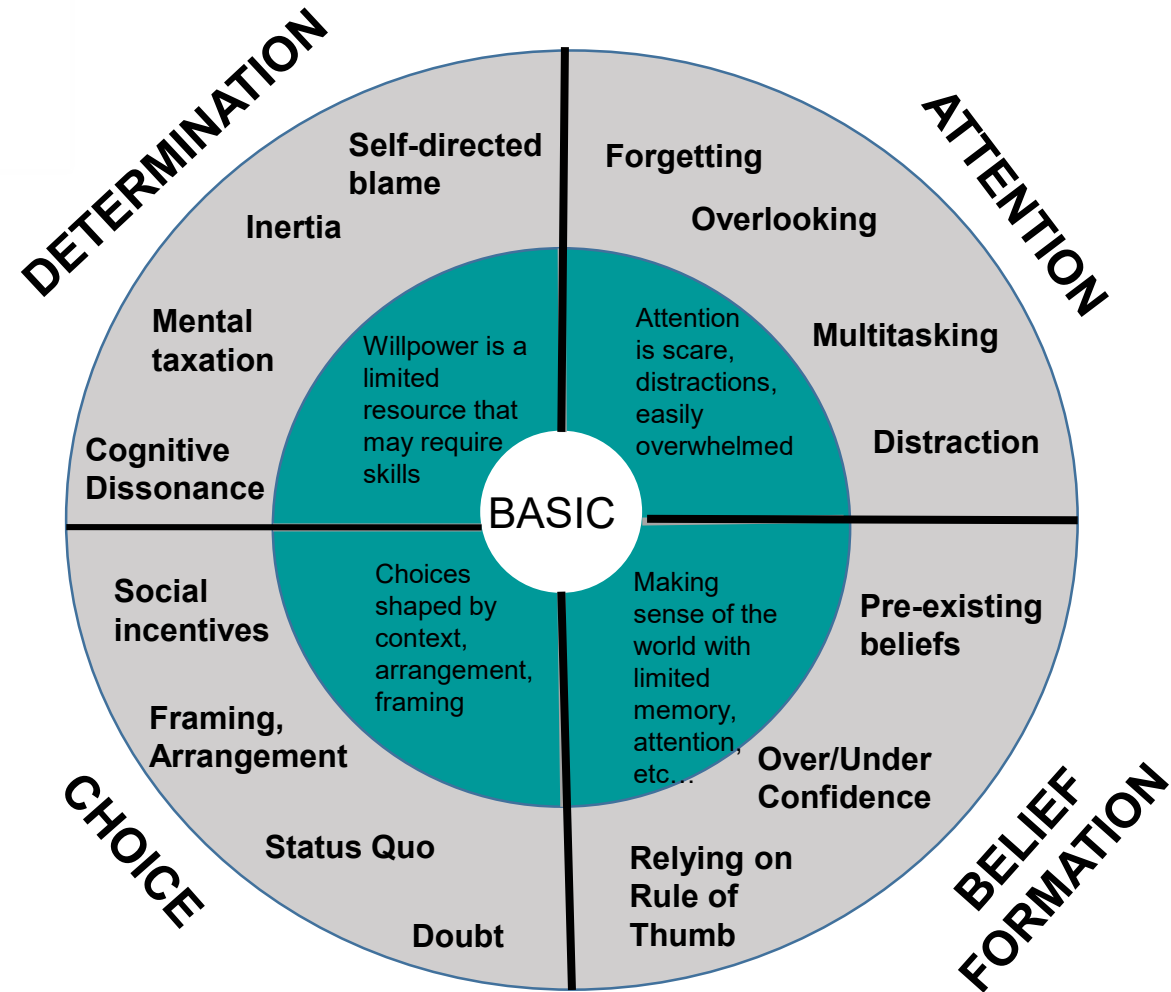 DETERMINATION
Self-directed
blame
Inertia
Mental
taxation
Cognitive
Dissonance
Willpower is a
limited
resource that
may require
skills
ATTENTION
Forgetting
Overlooking
Multitasking
Distraction
Attention
is scare,
distractions,
easily
overwhelmed
BASIC
CHOICE
Social
incentives
Framing,
Arrangement
Status Quo
Doubt
Choices
shaped by
context,
arrangement,
framing
BELIEF
FORMATION
Pre-existing
beliefs
Over/Under
Confidence
Relying on
Rule of
Thumb
Making
sense of the
world with
limited
memory,
attention,
etc…